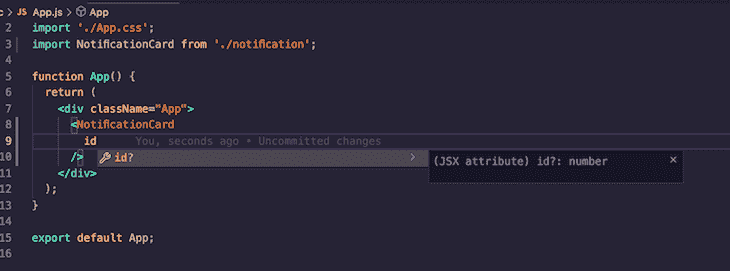 c > JS App.js > App
2 import './App.css';
3 import NotificationCard from './notification';
4
5 function App() {
6 return (
7 <div className="App">
8 <NotificationCard
9 id You, seconds ago • Uncommitted changes
10 />
id? >
(JSX attribute) id?: number ×
11 </div>
12 );
13 }
14
15 export default App;
16